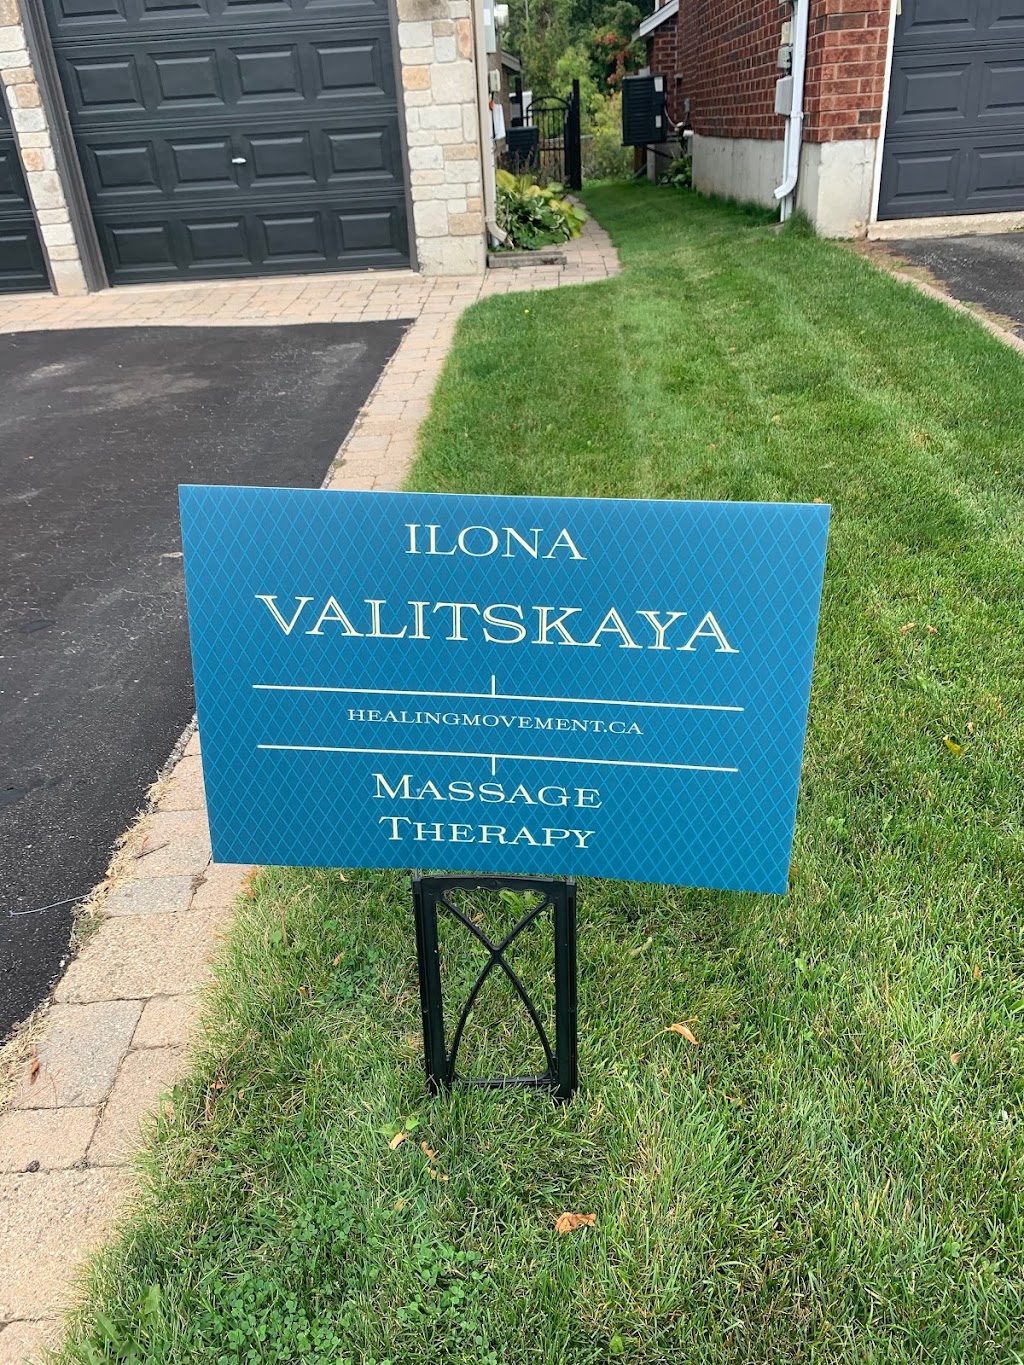 ILONA
VALITSKAYA
HEALINGMOVEMENT.CA
MASSAGE
THERAPY